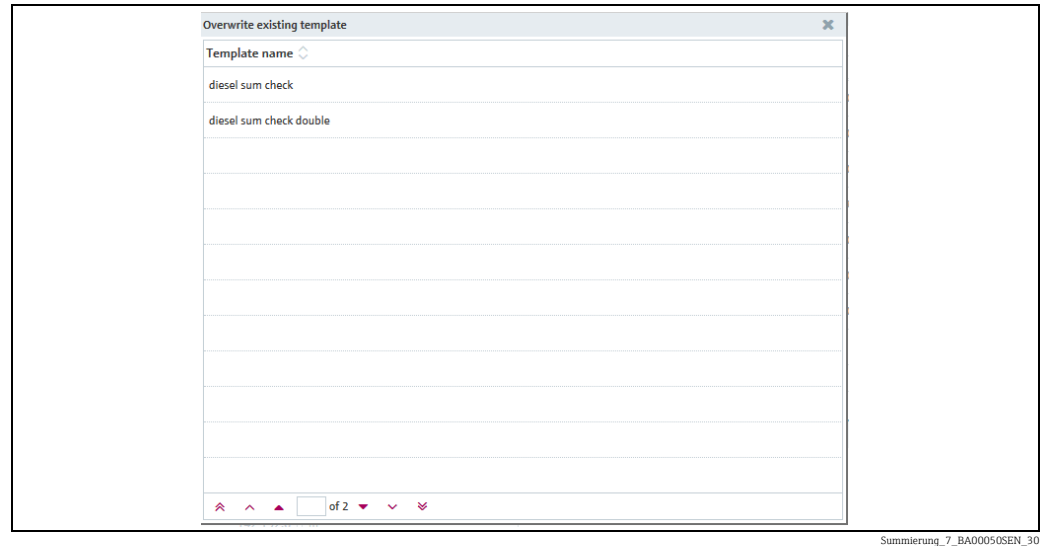 Overwrite existing template
Template name
diesel sum check
diesel sum check double
of 2
Summierung_7_BA00050SEN_30